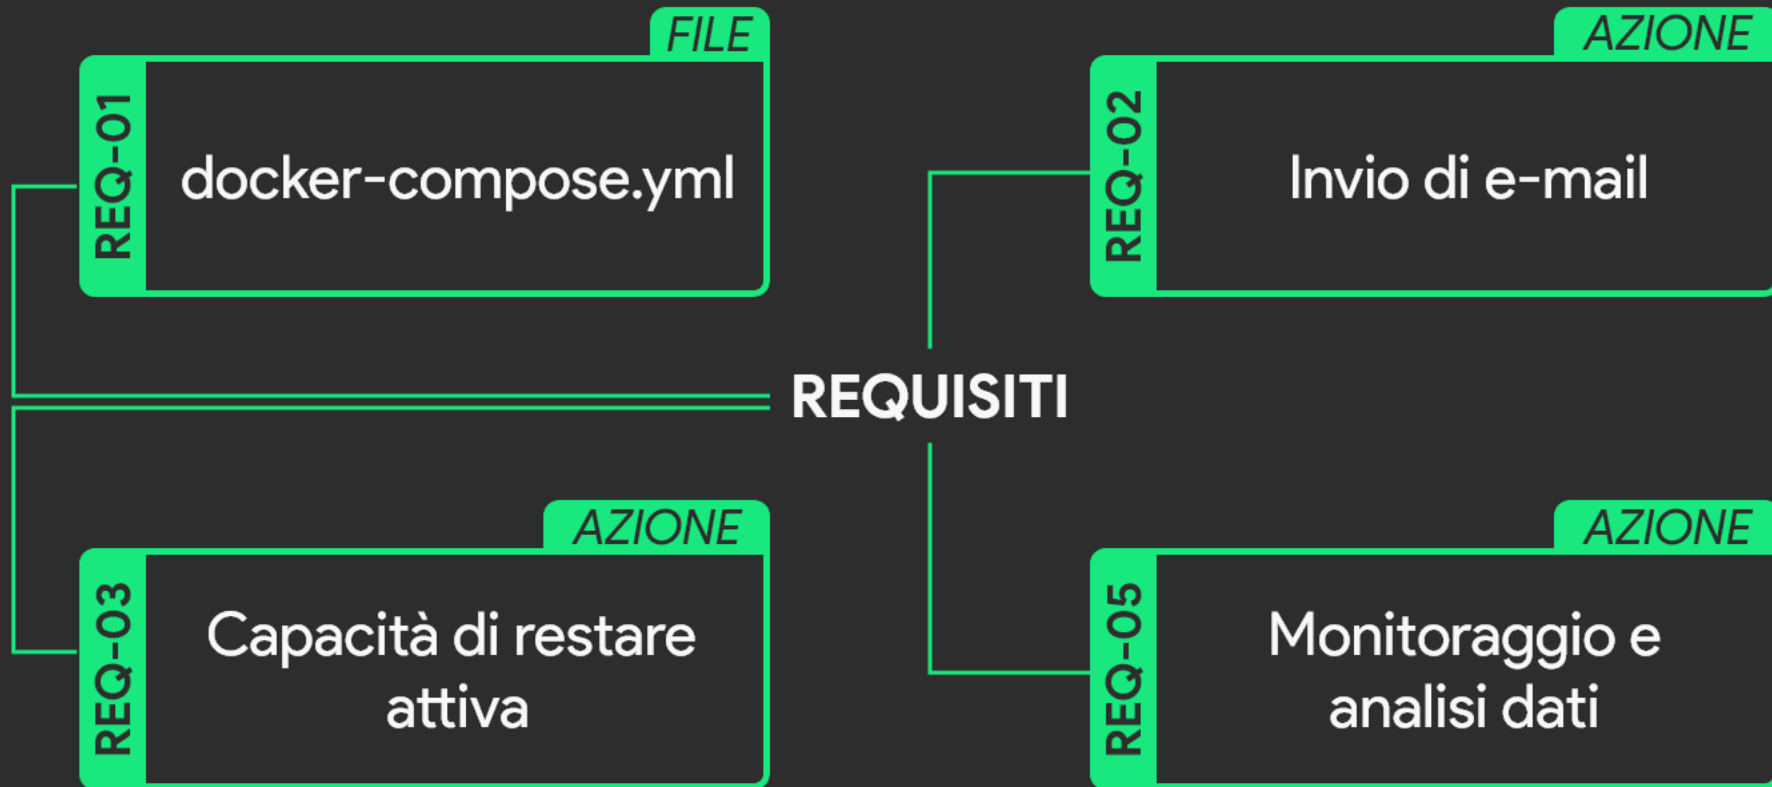 FILE
REQ-01
docker-compose.yml
AZIONE
REQ-02
Invio di e-mail
REQUISITI
AZIONE
REQ-03
Capacità di restare
attiva
AZIONE
REQ-05
Monitoraggio e
analisi dati